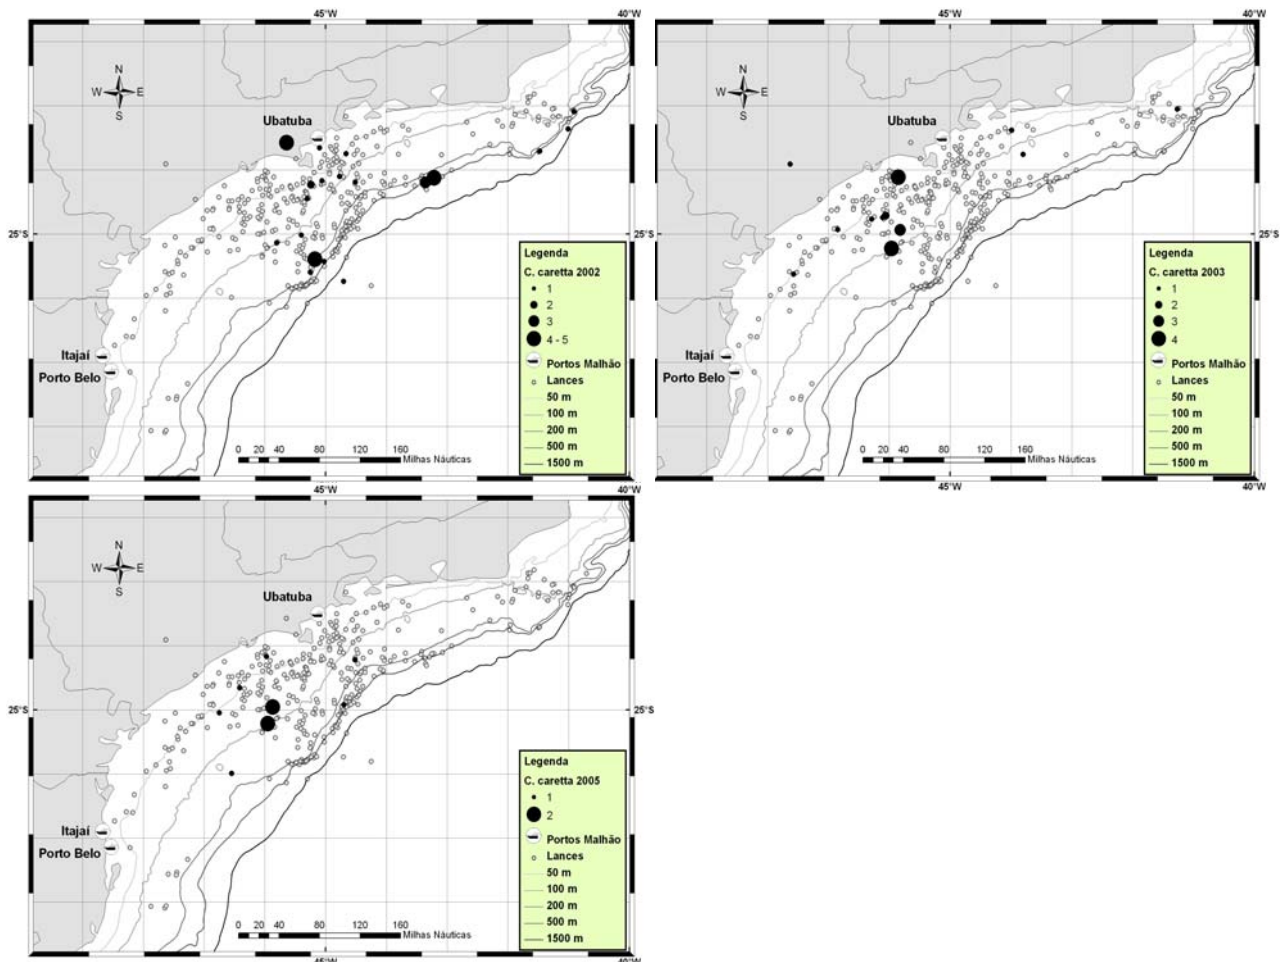 45°W 40°W
N
W E
S
Ubatuba
25°S 25°S
Legenda
C. caretta 2002
1
2
3
4 - 5
Portos Malhão
Lances
50 m
100 m
200 m
500 m
1500 m
Itajaí
Porto Belo
0 20 40 80 120 160
Milhas Náuticas
45°W 40°W
45°W 40°W
N
W E
S
Ubatuba
25°S
Legenda
C. caretta 2003
1
2
3
4
Portos Malhão
Lances
50 m
100 m
200 m
500 m
1500 m
Itajaí
Porto Belo
0 20 40 80 120 160
Milhas Náuticas
45°W 40°W
N
W E
S
Ubatuba
25°S 25°S
Legenda
C. caretta 2005
1
2
Portos Malhão
Lances
50 m
100 m
200 m
500 m
1500 m
Itajaí
Porto Belo
0 20 40 80 120 160
Milhas Náuticas
45°W 40°W